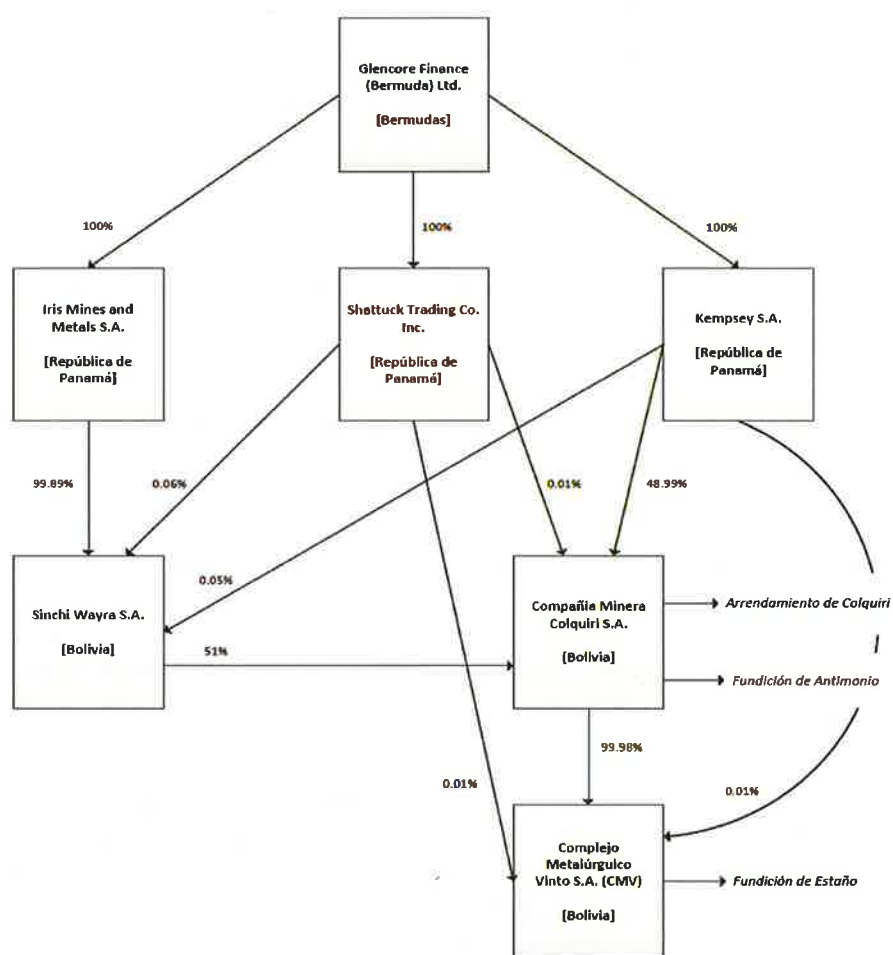 Glencore Finance
(Bermuda) Ltd.
[Bermudas]
100%
100%
100%
Iris Mines and
Metals S.A.
[República de
Panamá]
Shattuck Trading Co.
Inc.
[República de
Panamá]
Kempsey S.A.
[República de
Panamá]
99.89%
0.06%
0.01%
48.99%
0.05%
Sinchi Wayra S.A.
[Bolivia]
51%
Compañia Minera
Colquiri S.A.
[Bolivia]
Arrendamiento de Colquiri
Fundición de Antimonio
99.98%
0.01%
0.01%
Complejo
Metalúrguico
Vinto S.A. (CMV)
[Bolivia]
Fundición de Estaño